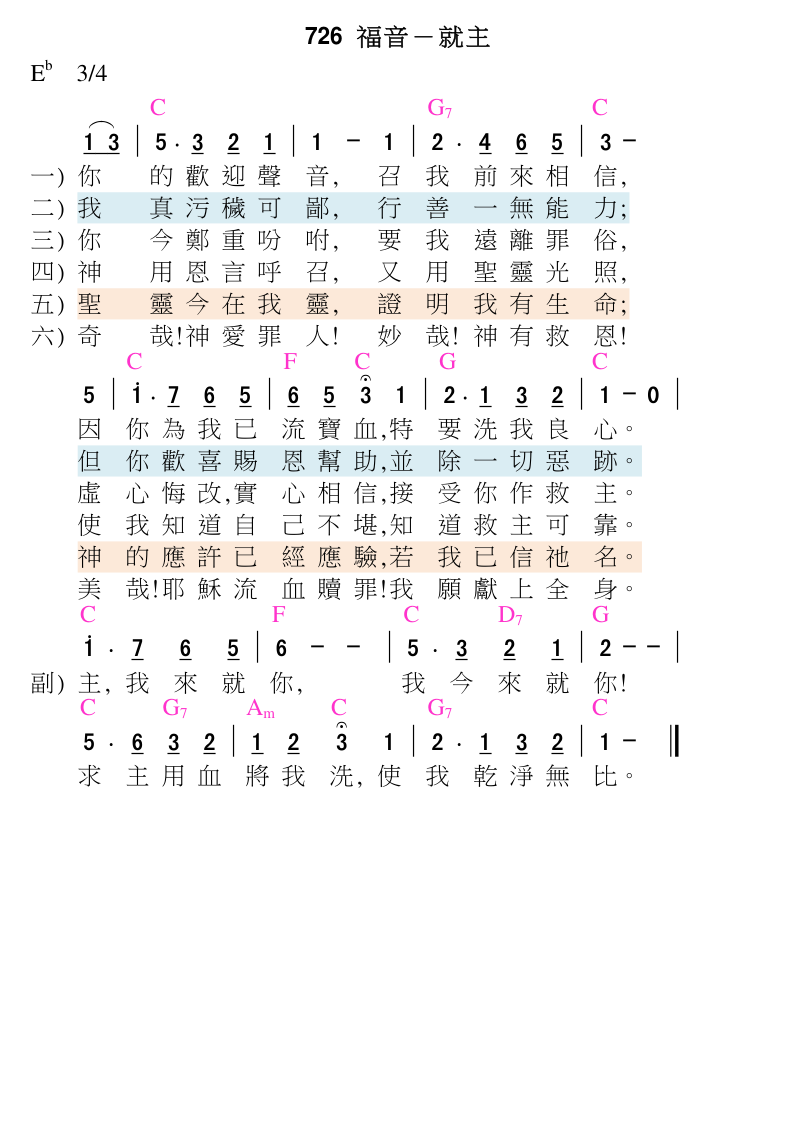 726 福音－就主
E♭ 3/4
C G7 C
1 3 | 5 . 3 2 1 | 1 － 1 | 2 . 4 6 5 | 3 －
一) 你 的歡迎聲音, 召我前來相信,
二) 我 真污穢可鄙, 行善一無能力;
三) 你 今鄭重吩咐, 要我遠離罪俗,
四) 神 用恩言呼召, 又用聖靈光照,
五) 聖 靈今在我靈, 證明我有生命;
六) 奇 哉!神愛罪人! 妙哉!神有救恩!
C F C G C
5 | i . 7 6 5 | 6 5 3 1 | 2 . 1 3 2 | 1 － 0 |
因你為我已流寶血,特要洗我良心。
但你歡喜賜恩幫助,並除一切惡跡。
虛心悔改,實心相信,接受你作救主。
使我知道自己不堪,知道救主可靠。
神的應許已經應驗,若我已信祂名。
美哉!耶穌流血贖罪!我願獻上全身。
C F C D7 G
i . 7 6 5 | 6 － － | 5 . 3 2 1 | 2 － － |
副) 主, 我來就你, 我今來就你!
C G7 Am C G7 C
5 . 6 3 2 | 1 2 3 1 | 2 . 1 3 2 | 1 － ‖
求主用血將我洗, 使我乾淨無比。